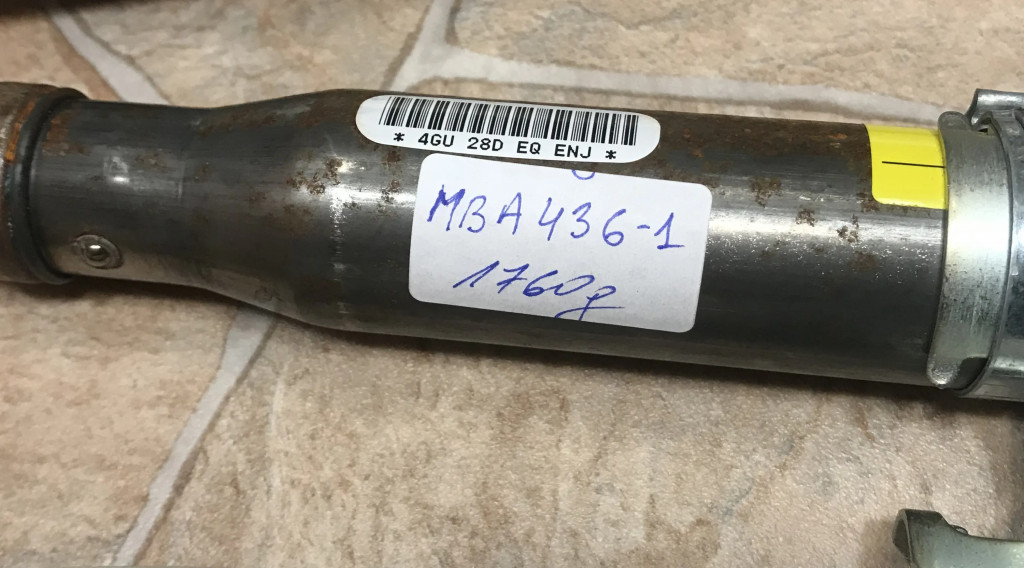 * 4GU 28D EQ ENJ *
MBA436-1
1760g